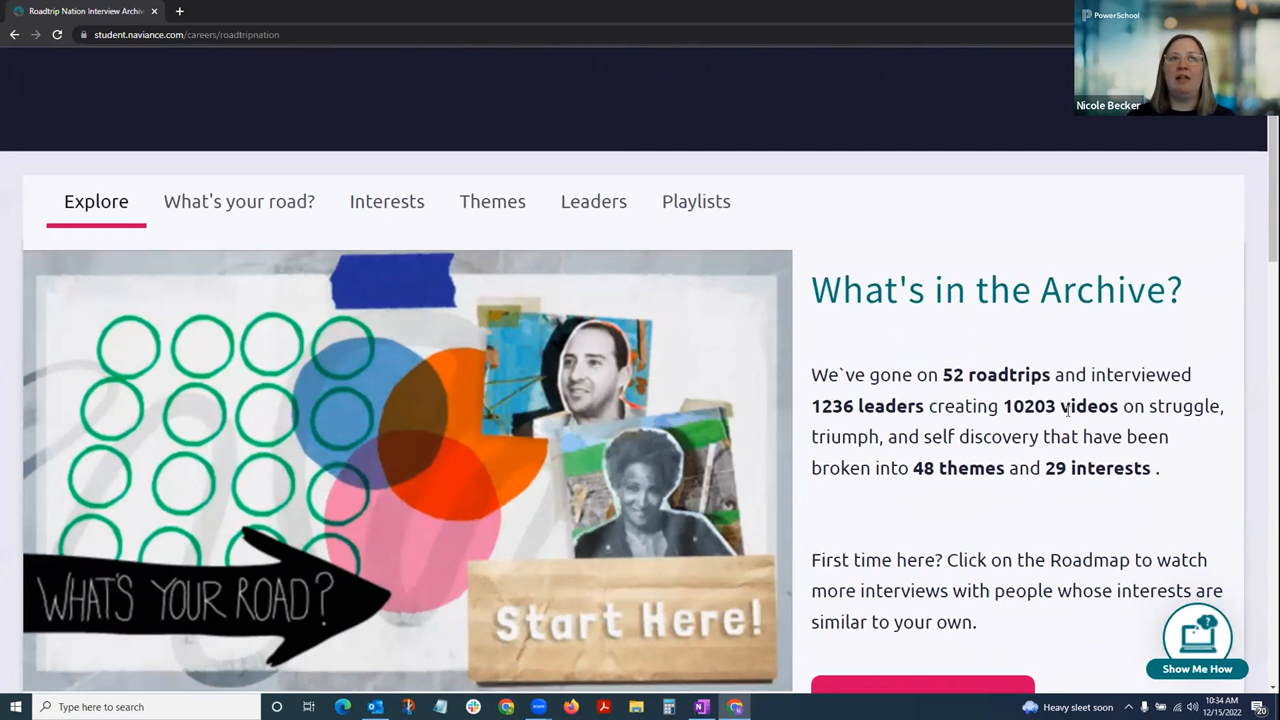 Roadtrip Nation Interview Archi
student.naviance.com/careers/roadtripnation
PowerSchool
Nicole Becker
Explore
What's your road?
Interests
Themes
Leaders
Playlists
WHAT'S YOUR ROAD?
Start Here!
What's in the Archive?
We`ve gone on 52 roadtrips and interviewed
1236 leaders creating 10203 videos on struggle,
triumph, and self discovery that have been
broken into 48 themes and 29 interests .
First time here? Click on the Roadmap to watch
more interviews with people whose interests are
similar to your own.
Show Me How
Type here to search
Heavy sleet soon
10:34 AM
12/15/2022
20